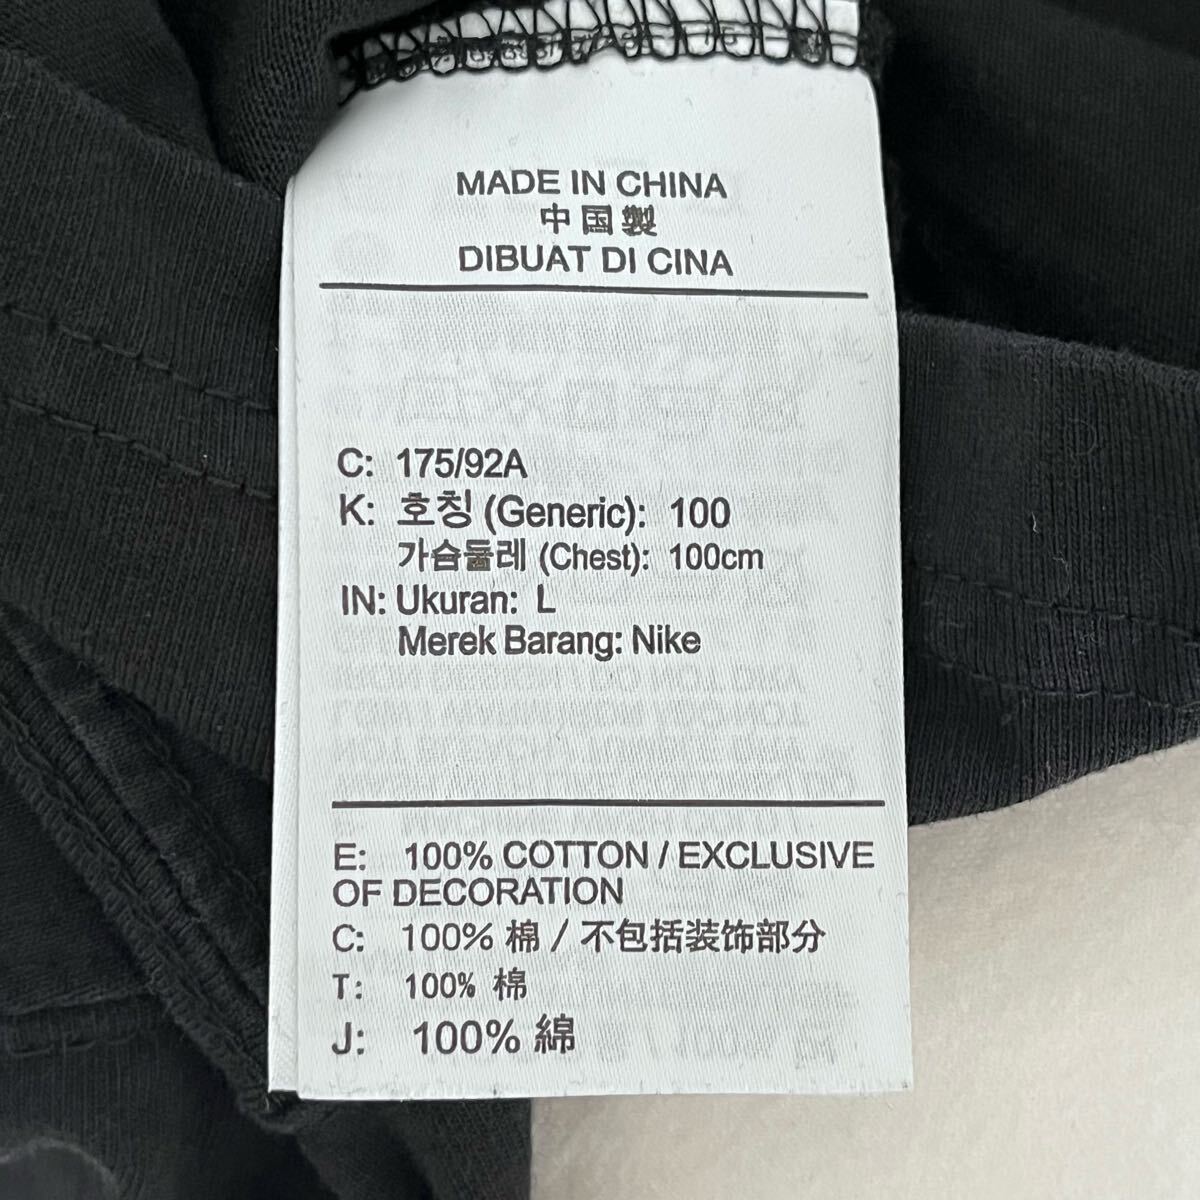 MADE IN CHINA
中国製
DIBUAT DI CINA
C: 175/92A
K: 호칭 (Generic): 100
가슴둘레 (Chest): 100cm
IN: Ukuran: L
Merek Barang: Nike
E: 100% COTTON / EXCLUSIVE
OF DECORATION
C: 100% 棉 / 不包括装饰部分
T: 100% 棉
J: 100% 綿